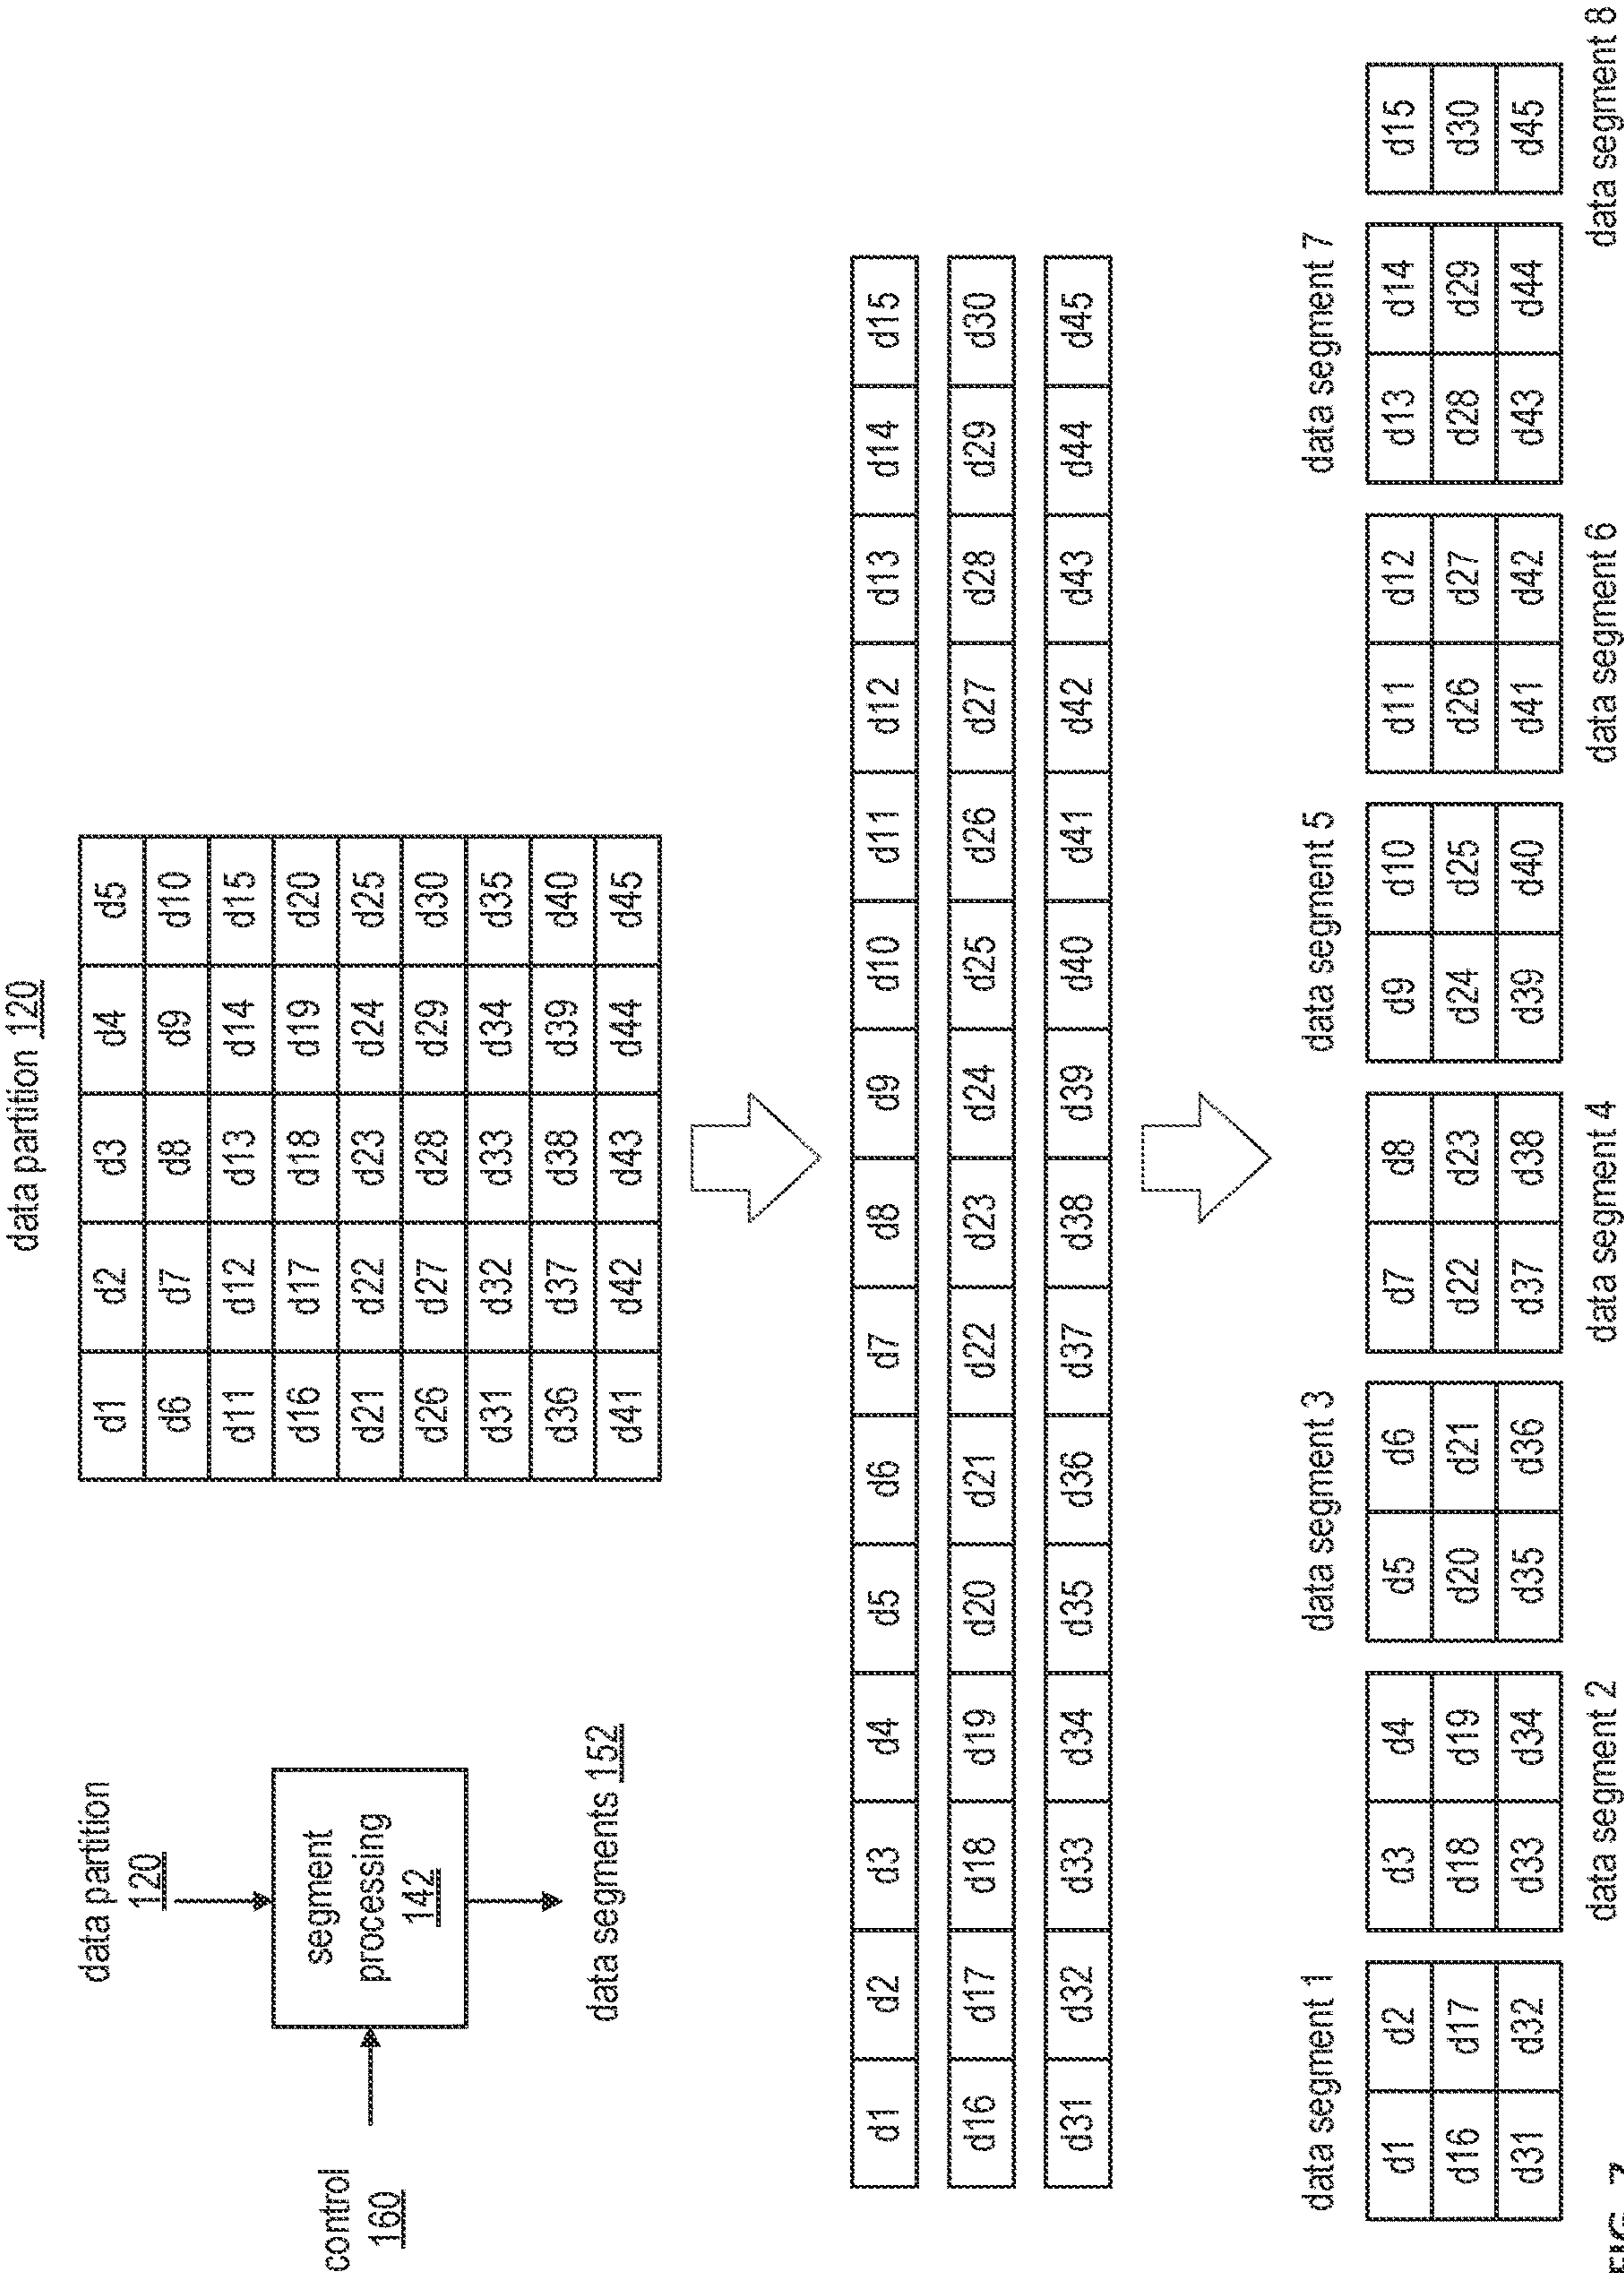 data partition
120
control
160
segment
processing
142
data segments 152
data partition 120
d1 d2 d3 d4 d5
d6 d7 d8 d9 d10
d11 d12 d13 d14 d15
d16 d17 d18 d19 d20
d21 d22 d23 d24 d25
d26 d27 d28 d29 d30
d31 d32 d33 d34 d35
d36 d37 d38 d39 d40
d41 d42 d43 d44 d45
d1 d2 d3 d4 d5 d6 d7 d8 d9 d10 d11 d12 d13 d14 d15
d16 d17 d18 d19 d20 d21 d22 d23 d24 d25 d26 d27 d28 d29 d30
d31 d32 d33 d34 d35 d36 d37 d38 d39 d40 d41 d42 d43 d44 d45
data segment 1
d1 d2
d16 d17
d31 d32
d3 d4
d18 d19
d33 d34
data segment 2
data segment 3
d5 d6
d20 d21
d35 d36
d7 d8
d22 d23
d37 d38
data segment 4
data segment 5
d9 d10
d24 d25
d39 d40
d11 d12
d26 d27
d41 d42
data segment 6
data segment 7
d13 d14
d28 d29
d43 d44
d15
d30
d45
data segment 8
FIG. 7